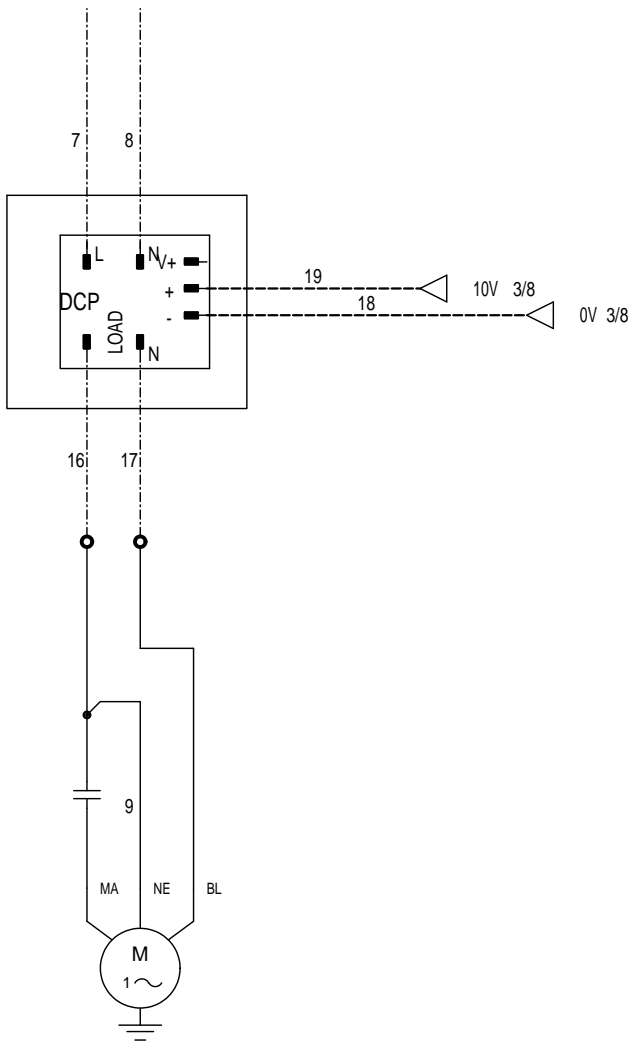 7 8
L N V+
19
+ 10V 3/8
DCP
18
LOAD - 0V 3/8
N
16 17
9
MA NE BL
M
1